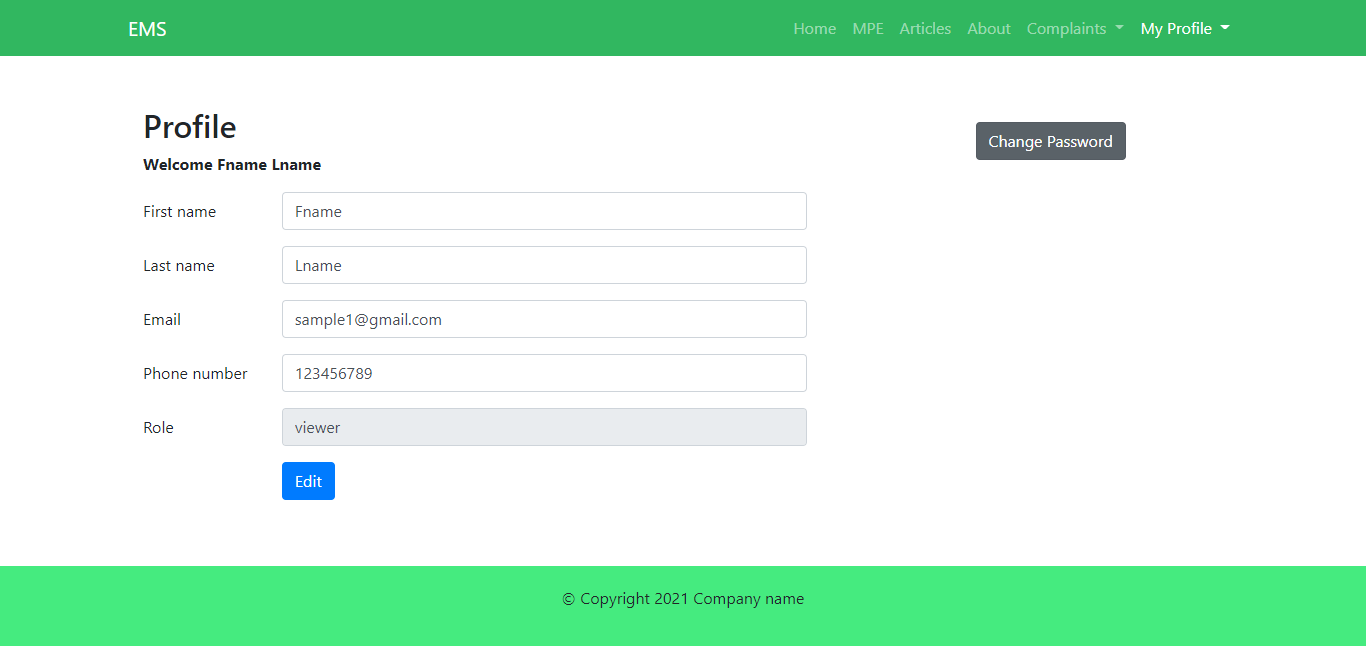 EMS Home MPE Articles About Complaints My Profile
Profile
Change Password
Welcome Fname Lname
First name Fname
Last name Lname
Email sample1@gmail.com
Phone number 123456789
Role viewer
Edit
© Copyright 2021 Company name